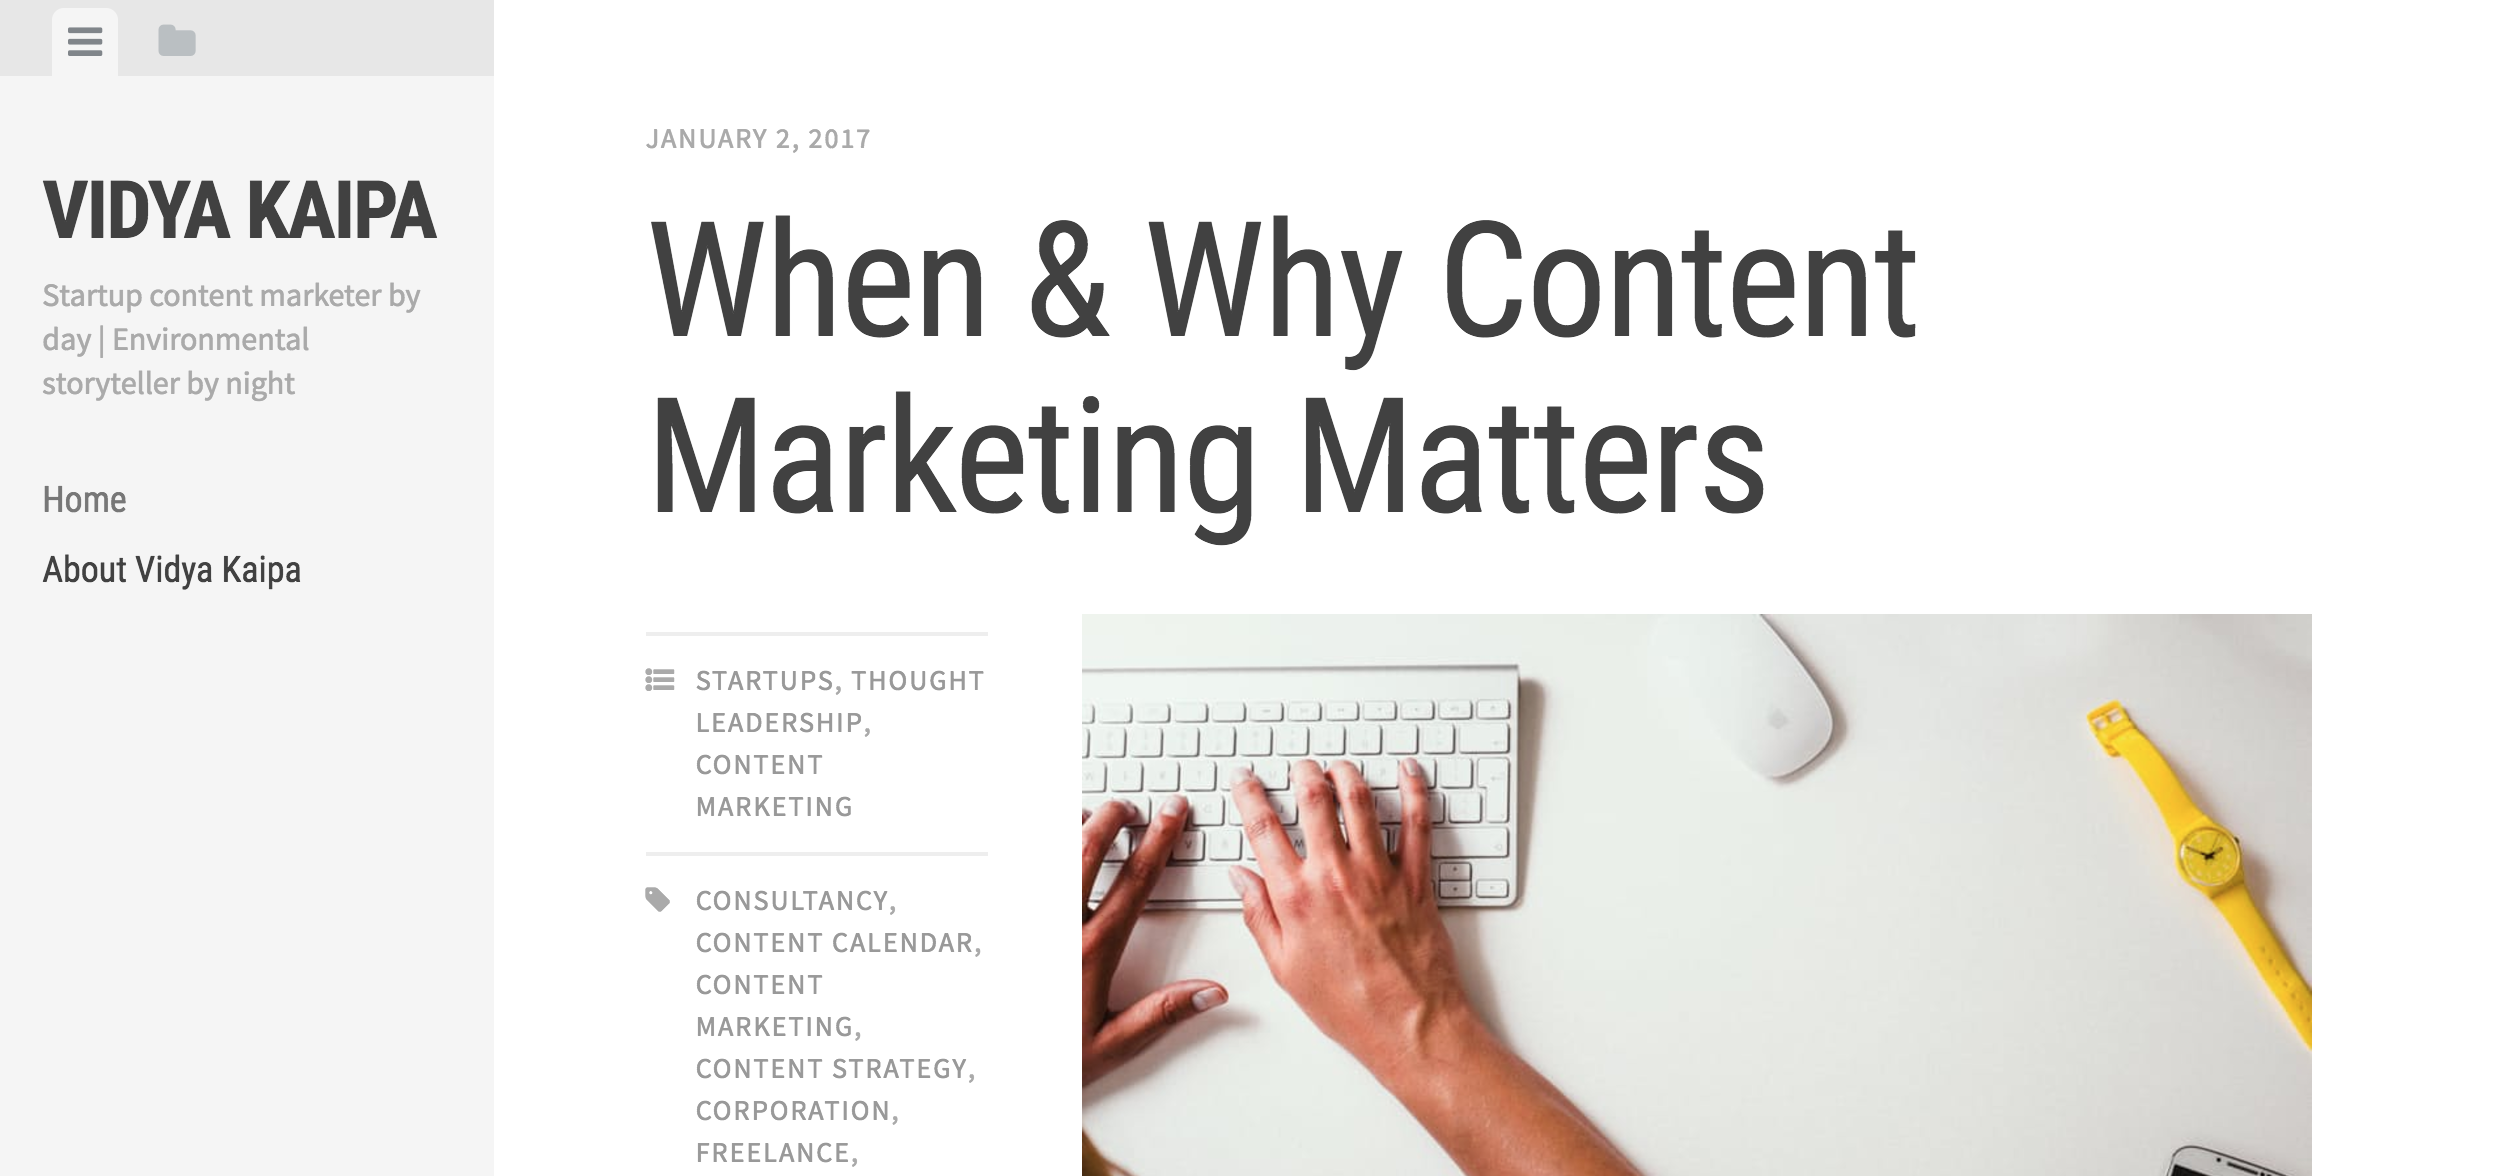 VIDYA KAIPA
Startup content marketer by
day | Environmental
storyteller by night
Home
About Vidya Kaipa
JANUARY 2, 2017
When & Why Content
Marketing Matters
STARTUPS, THOUGHT
LEADERSHIP,
CONTENT
MARKETING
CONSULTANCY,
CONTENT CALENDAR,
CONTENT
MARKETING,
CONTENT STRATEGY,
CORPORATION,
FREELANCE,